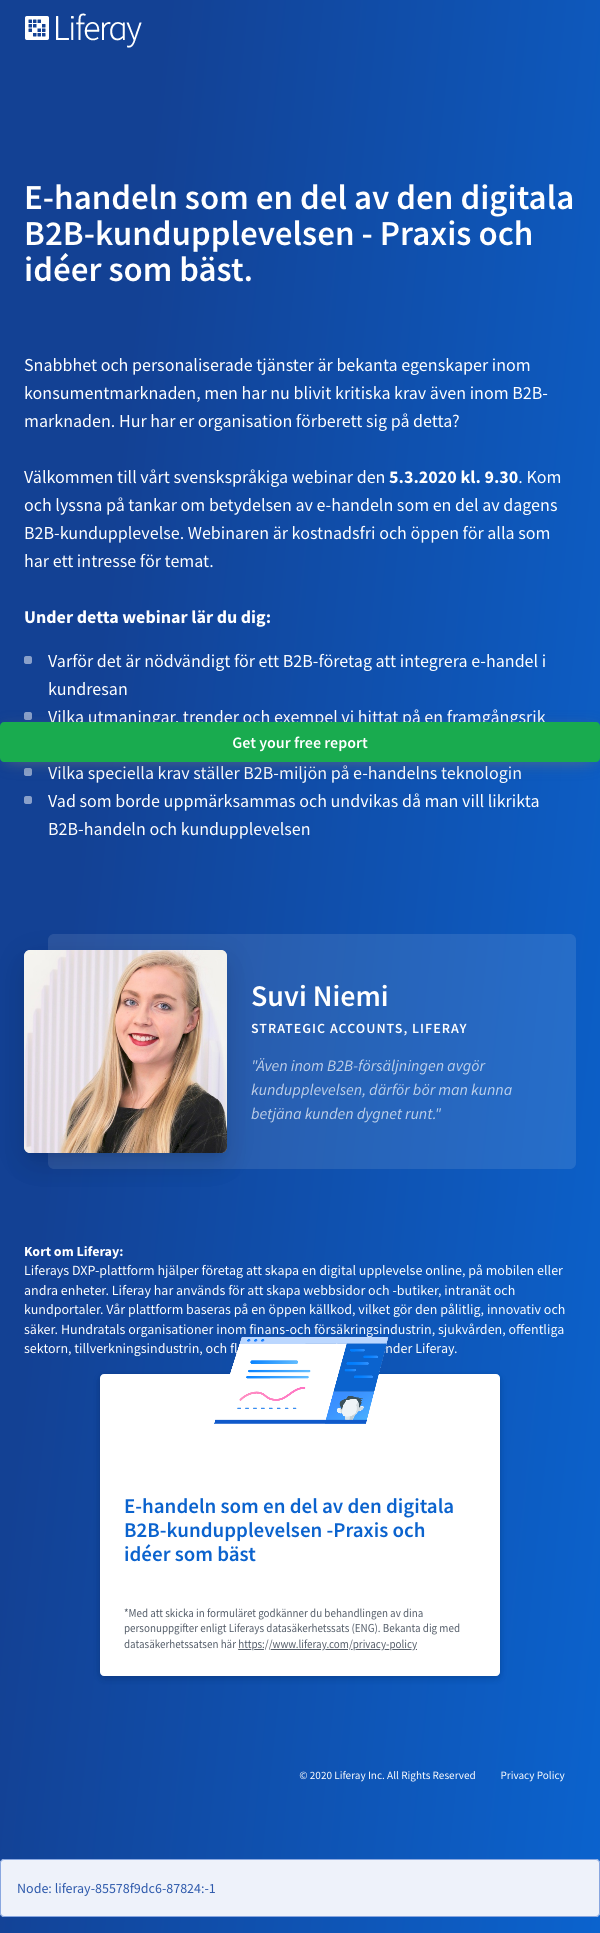 Liferay
E-handeln som en del av den digitala
B2B-kundupplevelsen - Praxis och
idéer som bäst.
Snabbhet och personaliserade tjänster är bekanta egenskaper inom
konsumentmarknaden, men har nu blivit kritiska krav även inom B2B-
marknaden. Hur har er organisation förberett sig på detta?
Välkommen till vårt svenskspråkiga webinar den 5.3.2020 kl. 9.30. Kom
och lyssna på tankar om betydelsen av e-handeln som en del av dagens
B2B-kundupplevelse. Webinaren är kostnadsfri och öppen för alla som
har ett intresse för temat.
Under detta webinar lär du dig:
Varför det är nödvändigt för ett B2B-företag att integrera e-handel i
kundresan
Vilka utmaningar, trender och exempel vi hittat på en framgångsrik
Get your free report
Vilka speciella krav ställer B2B-miljön på e-handelns teknologin
Vad som borde uppmärksammas och undvikas då man vill likrikta
B2B-handeln och kundupplevelsen
Suvi Niemi
STRATEGIC ACCOUNTS, LIFERAY
"Även inom B2B-försäljningen avgör
kundupplevelsen, därför bör man kunna
betjäna kunden dygnet runt."
Kort om Liferay:
Liferays DXP-plattform hjälper företag att skapa en digital upplevelse online, på mobilen eller
andra enheter. Liferay har används för att skapa webbsidor och -butiker, intranät och
kundportaler. Vår plattform baseras på en öppen källkod, vilket gör den pålitlig, innovativ och
säker. Hundratals organisationer inom finans-och försäkringsindustrin, sjukvården, offentliga
sektorn, tillverkningsindustrin, och nder Liferay.
E-handeln som en del av den digitala
B2B-kundupplevelsen -Praxis och
idéer som bäst
*Med att skicka in formuläret godkänner du behandlingen av dina
personuppgifter enligt Liferays datasäkerhetssats (ENG). Bekanta dig med
datasäkerhetssatsen här https://www.liferay.com/privacy-policy
© 2020 Liferay Inc. All Rights Reserved Privacy Policy
Node: liferay-85578f9dc6-87824:-1